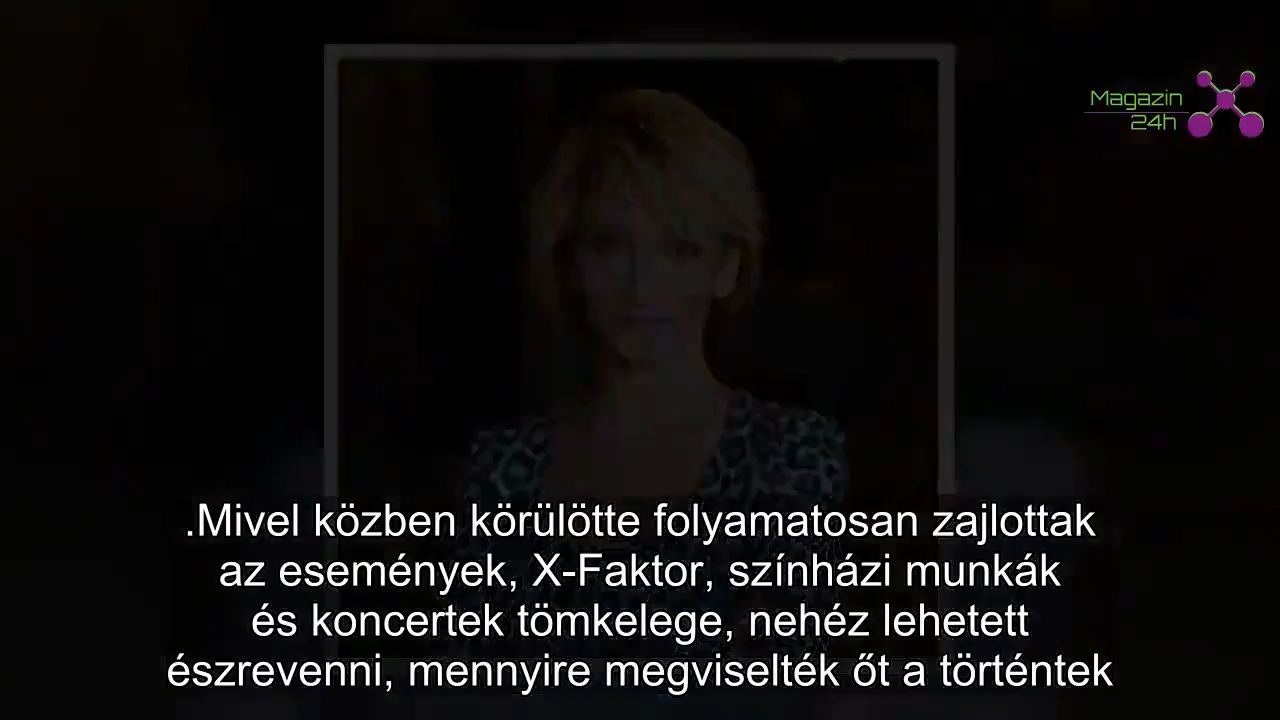 Magazin
24h
.Mivel közben körülötte folyamatosan zajlottak
az események, X-Faktor, színházi munkák
és koncertek tömkelege, nehéz lehetett
észrevenni, mennyire megviselték őt a történtek